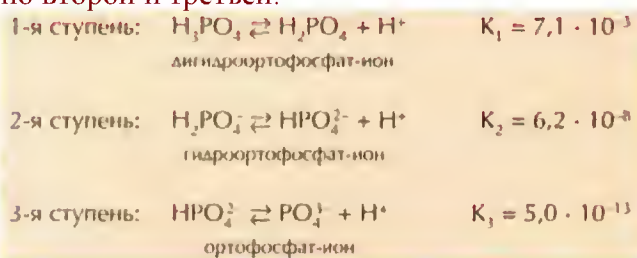 но второй и третьей:
1-я ступень: H₃PO₄ ⇄ H₂PO₄ + H⁺ K₁ = 7,1 · 10⁻³
дигидроортофосфат-ион
2-я ступень: H₂PO₄⁻ ⇄ HPO₄²⁻ + H⁺ K₂ = 6,2 · 10⁻⁸
гидроортофосфат-ион
3-я ступень: HPO₄²⁻ ⇄ PO₄³⁻ + H⁺ K₃ = 5,0 · 10⁻¹³
ортофосфат-ион